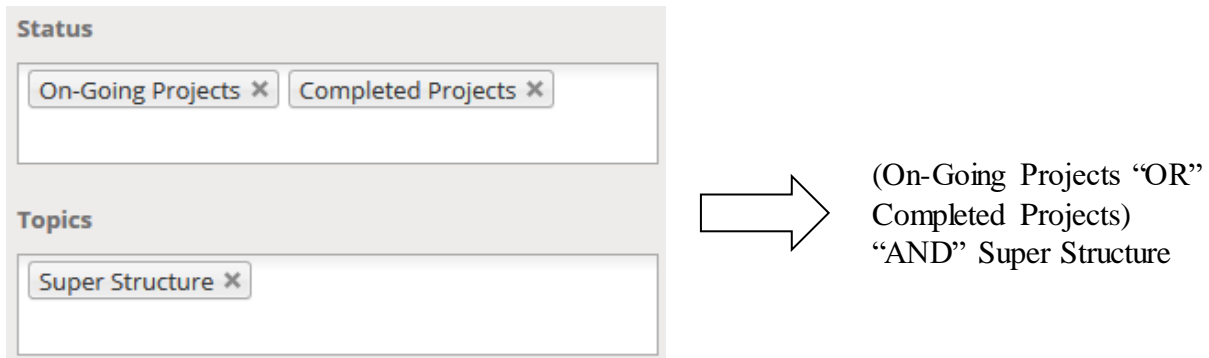 Status
On-Going Projects × Completed Projects ×
Topics
Super Structure ×
(On-Going Projects “OR”
Completed Projects)
“AND” Super Structure